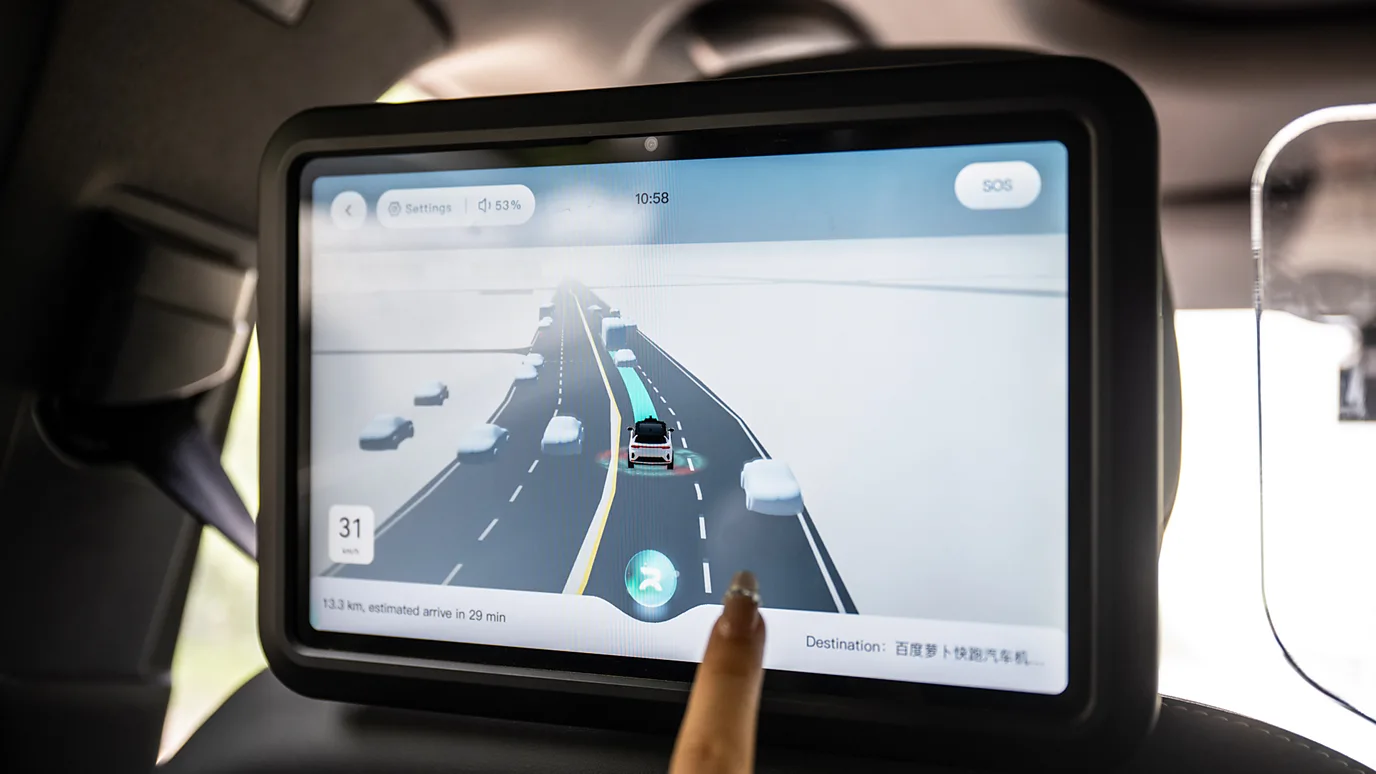 Settings 53%
10:58
SOS
31
km/h
13.3 km, estimated arrive in 29 min
Destination: 百度萝卜快跑汽车机...